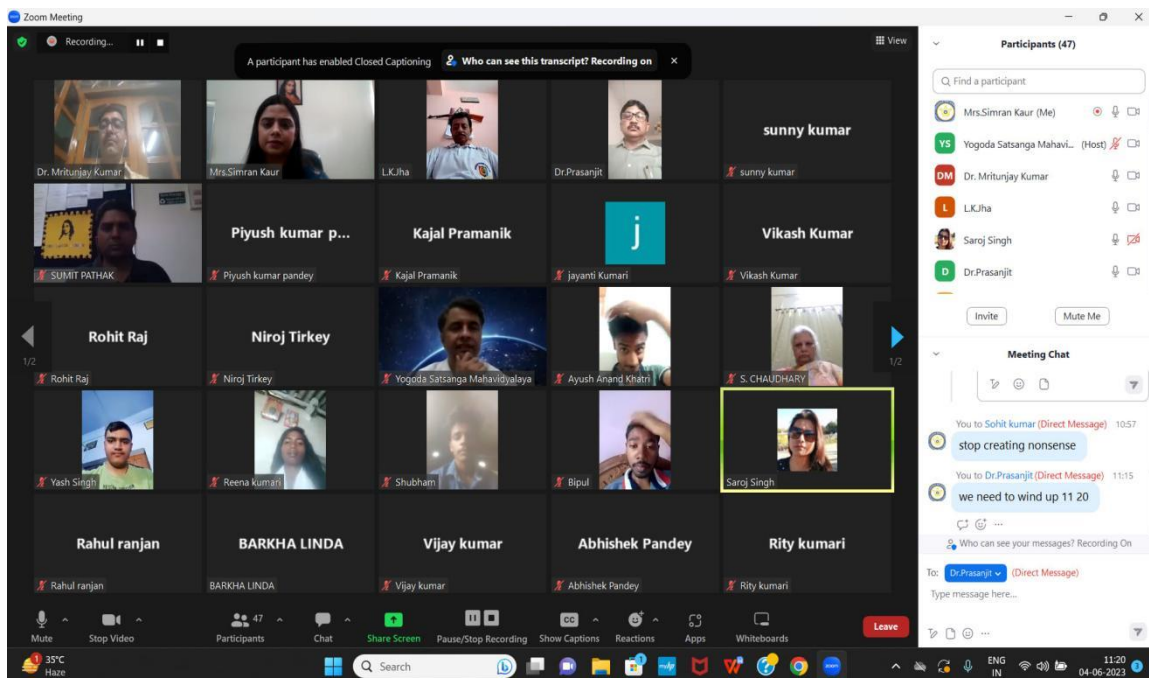 Zoom Meeting
Recording...
View
A participant has enabled Closed Captioning
Who can see this transcript? Recording on
Dr. Mritunjay Kumar
Mrs.Simran Kaur
L.K.Jha
Dr.Prasanjit
sunny kumar
sunny kumar
SUMIT PATHAK
Piyush kumar p...
Piyush kumar pandey
Kajal Pramanik
Kajal Pramanik
j
jayanti Kumari
Vikash Kumar
Vikash Kumar
1/2
Rohit Raj
Rohit Raj
Niroj Tirkey
Niroj Tirkey
Yogoda Satsanga Mahavidyalaya
Ayush Anand Khatri
S. CHAUDHARY
1/2
Yash Singh
Reena kumari
Shubham
Bipul
Saroj Singh
Rahul ranjan
Rahul ranjan
BARKHA LINDA
BARKHA LINDA
Vijay kumar
Vijay kumar
Abhishek Pandey
Abhishek Pandey
Rity kumari
Rity kumari
Mute
Stop Video
47
Participants
Chat
Share Screen
Pause/Stop Recording
CC
Show Captions
Reactions
Apps
Whiteboards
Leave
Participants (47)
Find a participant
Mrs.Simran Kaur (Me)
YS Yogoda Satsanga Mahavi... (Host)
DM Dr. Mritunjay Kumar
L L.K.Jha
Saroj Singh
D Dr.Prasanjit
Invite
Mute Me
Meeting Chat
You to Sohit kumar (Direct Message) 10:57
stop creating nonsense
You to Dr.Prasanjit (Direct Message) 11:15
we need to wind up 11 20
Who can see your messages? Recording On
To: Dr.Prasanjit (Direct Message)
Type message here...
1
35°C
Haze
Search
ENG
IN
11:20
04-06-2023